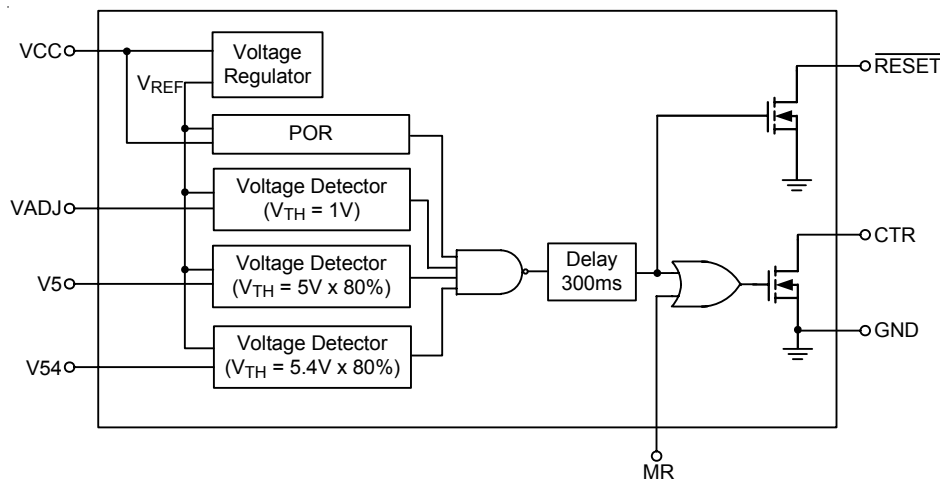 VCC
Voltage
Regulator
VREF
RESET
POR
Voltage Detector
(VTH = 1V)
VADJ
CTR
Voltage Detector
(VTH = 5V x 80%)
V5
Delay
300ms
GND
Voltage Detector
(VTH = 5.4V x 80%)
V54
MR